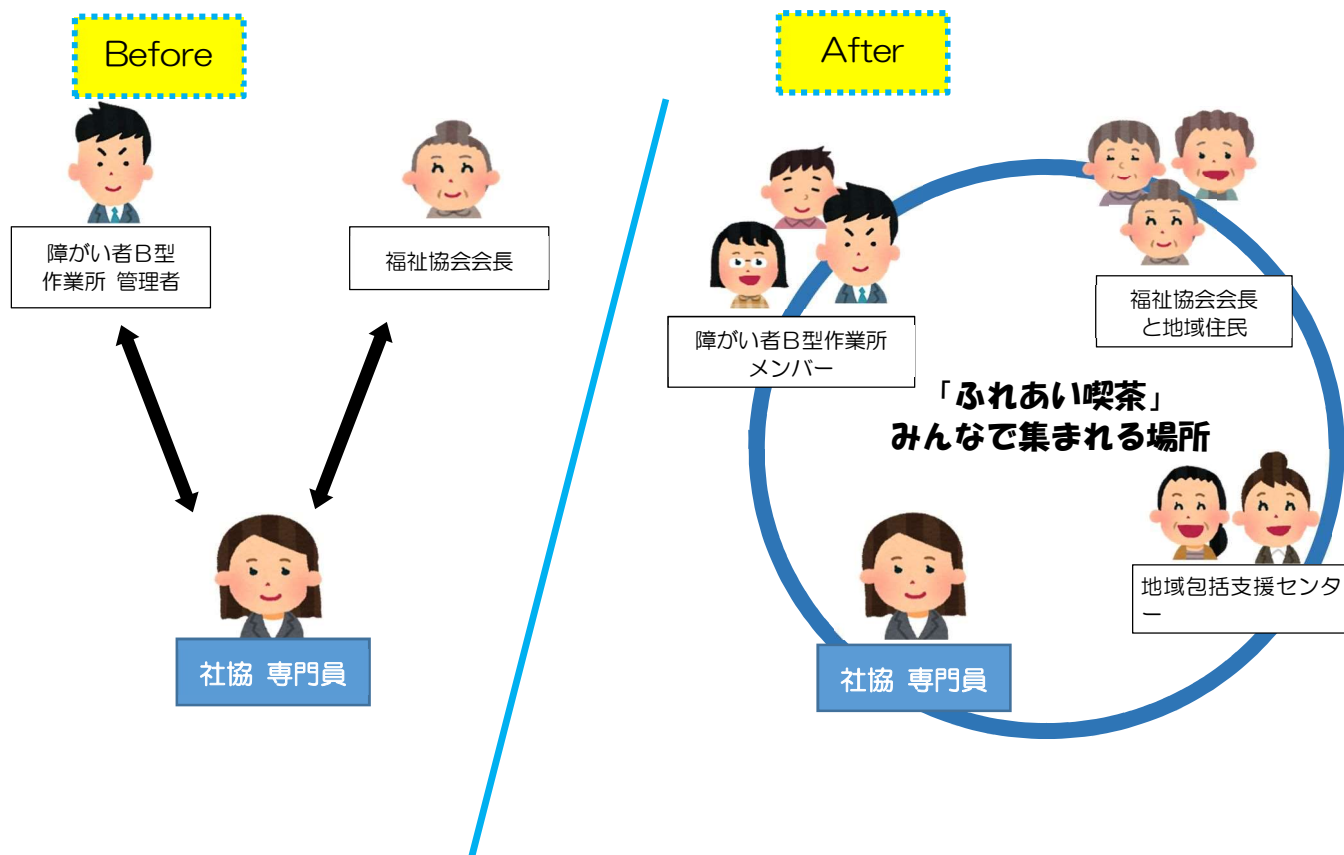 Before
障がい者B型
作業所 管理者
福祉協会会長
社協 専門員
After
障がい者B型作業所
メンバー
福祉協会会長
と地域住民
「ふれあい喫茶」
みんなで集まれる場所
地域包括支援センタ
ー
社協 専門員